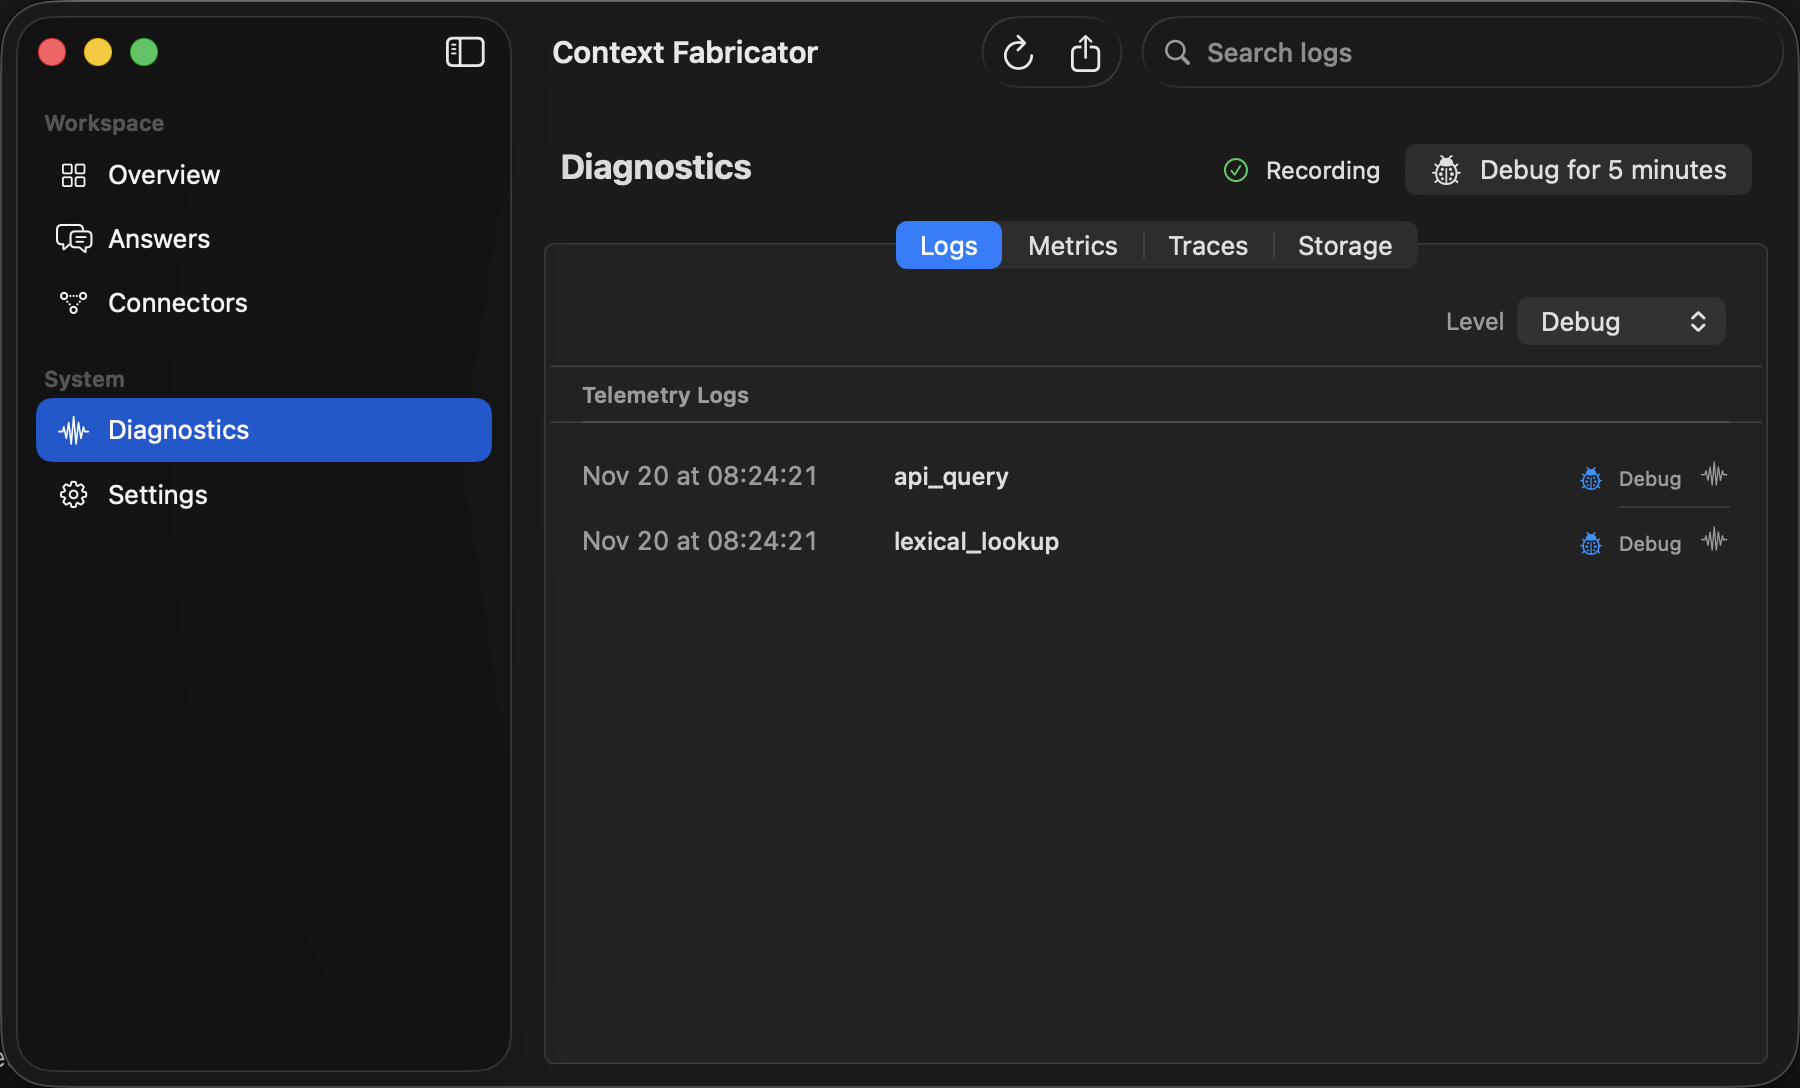 Context Fabricator
Search logs
Workspace
Overview
Answers
Connectors
System
Diagnostics
Settings
Diagnostics
Recording
Debug for 5 minutes
Logs
Metrics
Traces
Storage
Level
Debug
Telemetry Logs
Nov 20 at 08:24:21 api_query Debug
Nov 20 at 08:24:21 lexical_lookup Debug